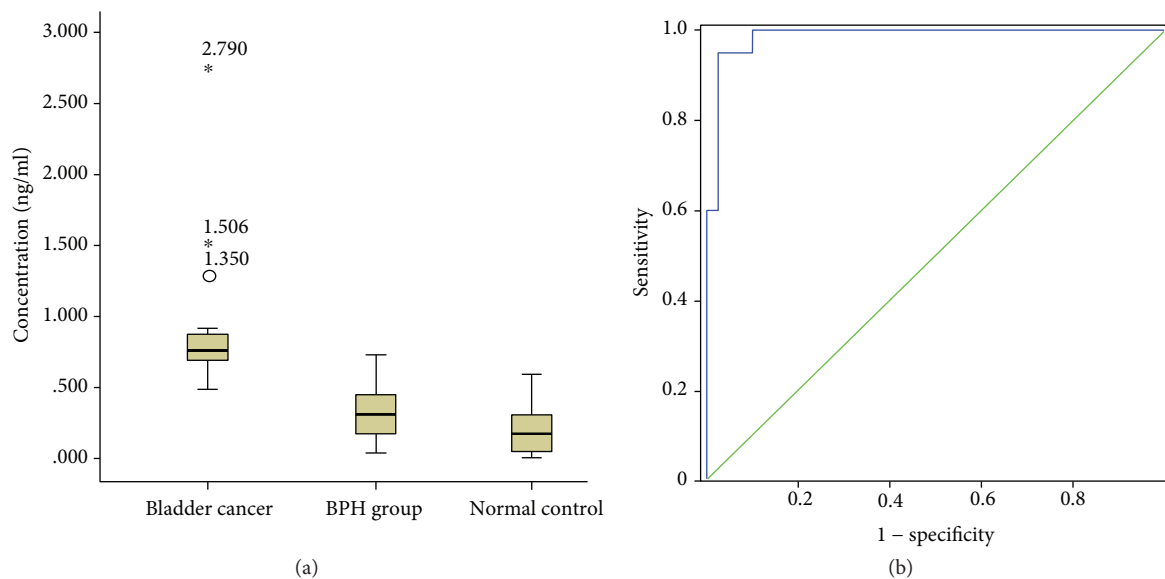 3.000
2.500
2.000
1.500
1.000
.500
.000
Concentration (ng/ml)
2.790
*
1.506
*
1.350
Bladder cancer
BPH group
Normal control
(a)
1.0
0.8
0.6
0.4
0.2
0
Sensitivity
0.2
0.4
0.6
0.8
1 − specificity
(b)